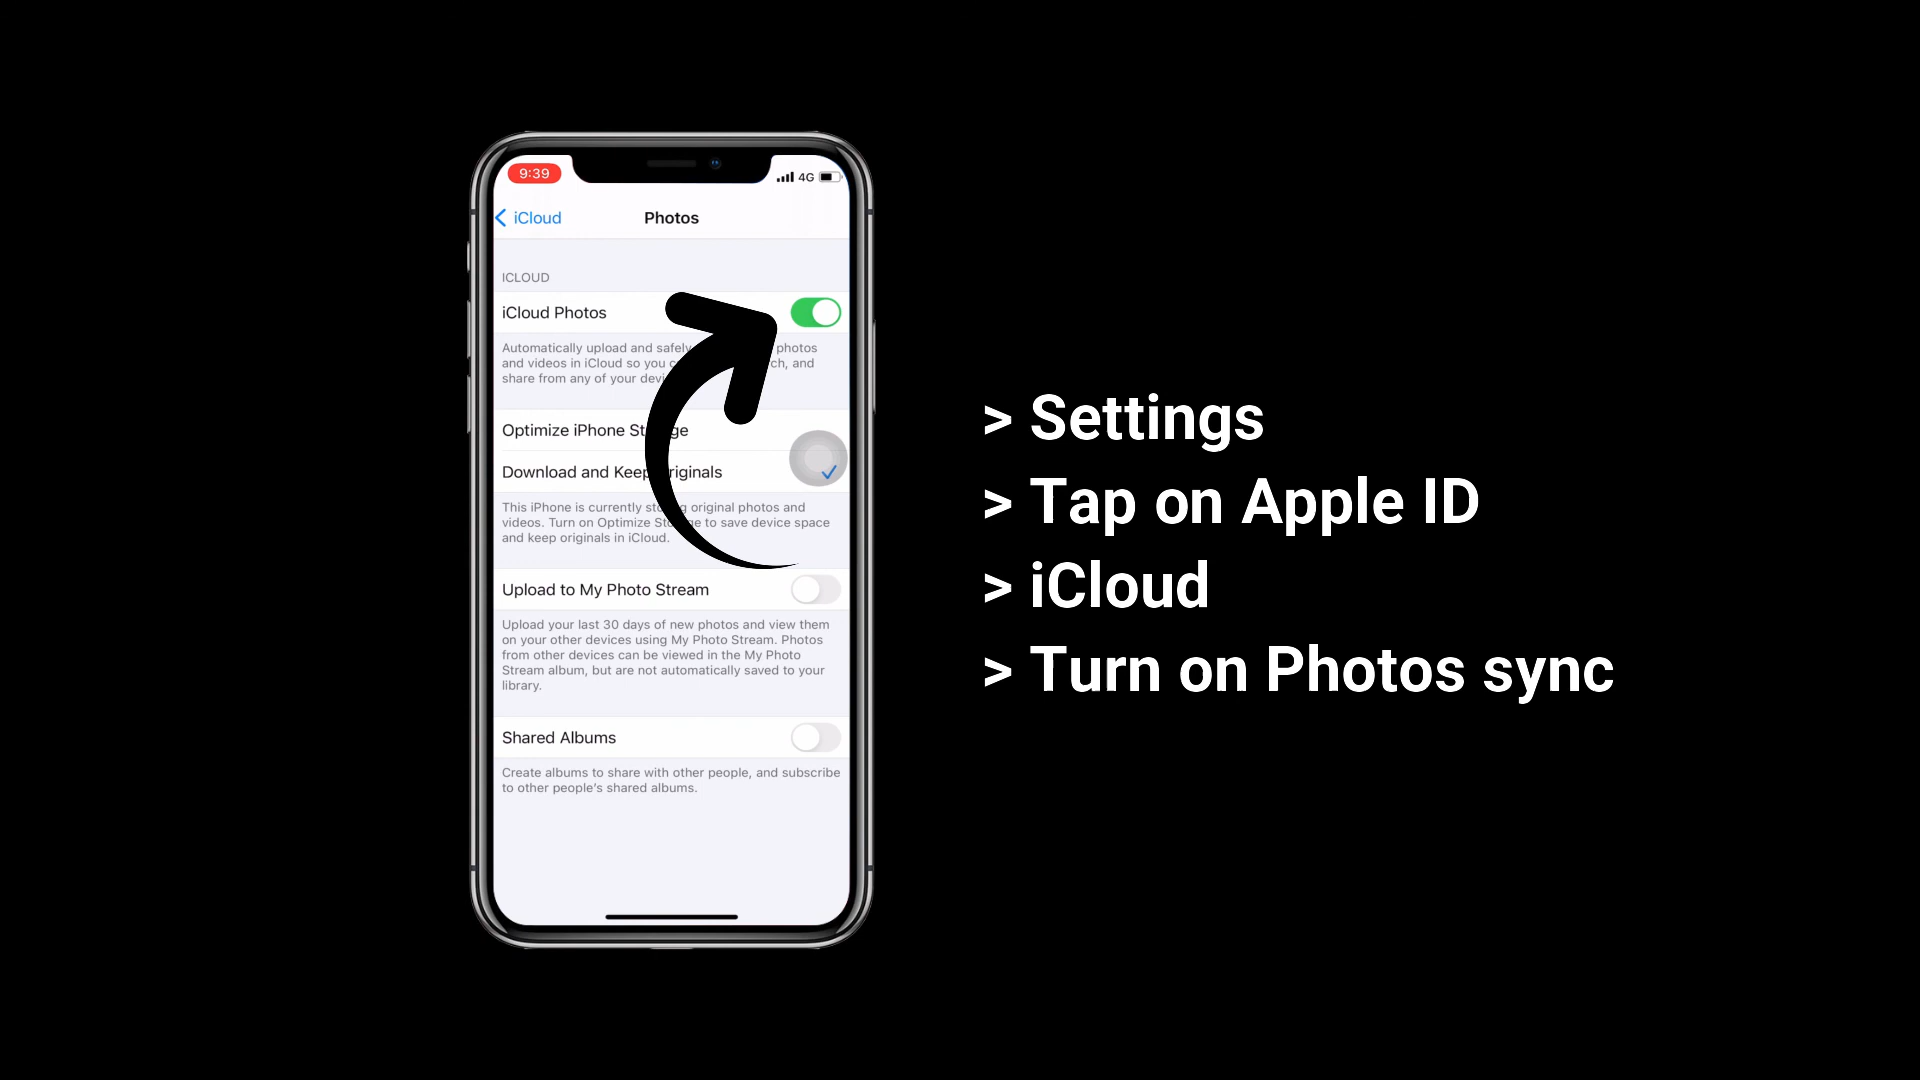 9:39
4G
iCloud
Photos
ICLOUD
iCloud Photos
Automatically upload and safely photos
and videos in iCloud so you ch, and
share from any of your devi
Optimize iPhone St ge
Download and Keep riginals
This iPhone is currently sto original photos and
videos. Turn on Optimize Sto ge to save device space
and keep originals in iCloud.
Upload to My Photo Stream
Upload your last 30 days of new photos and view them
on your other devices using My Photo Stream. Photos
from other devices can be viewed in the My Photo
Stream album, but are not automatically saved to your
library.
Shared Albums
Create albums to share with other people, and subscribe
to other people's shared albums.
> Settings
> Tap on Apple ID
> iCloud
> Turn on Photos sync